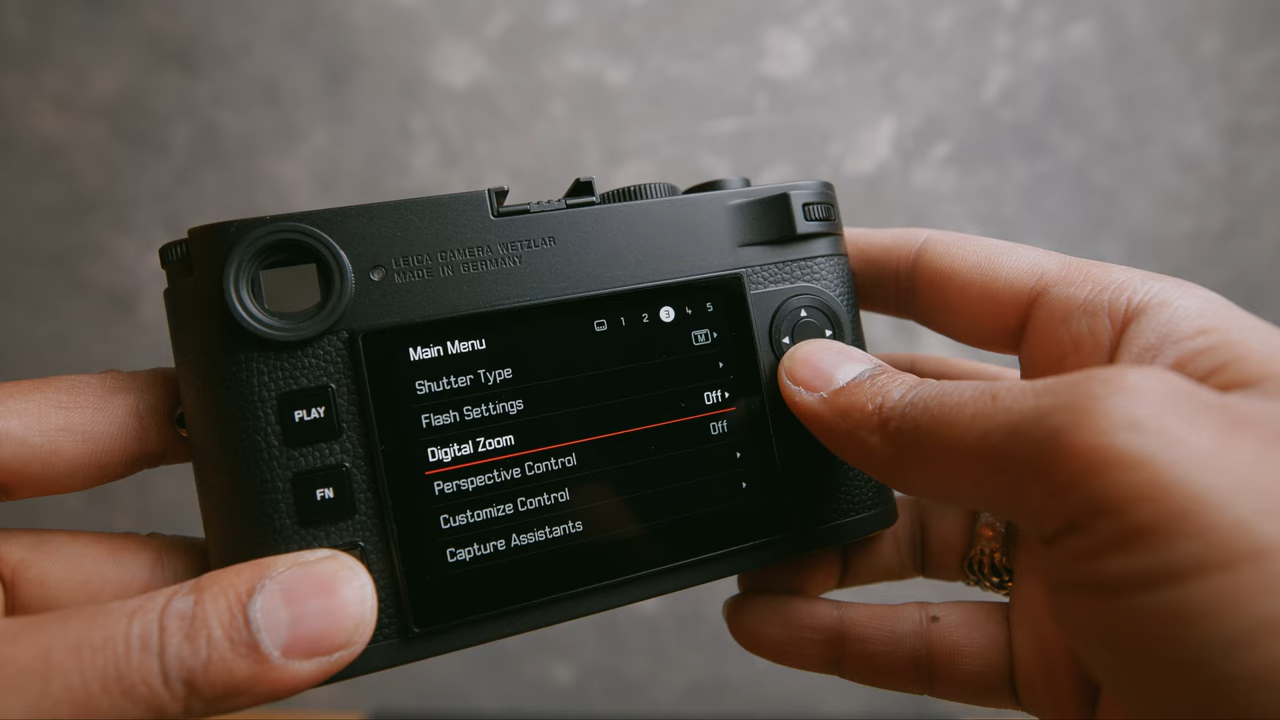 LEICA CAMERA WETZLAR
MADE IN GERMANY
1 2 3 4 5
Main Menu
Shutter Type M
Flash Settings
Digital Zoom Off
Perspective Control Off
Customize Control
Capture Assistants
PLAY
FN